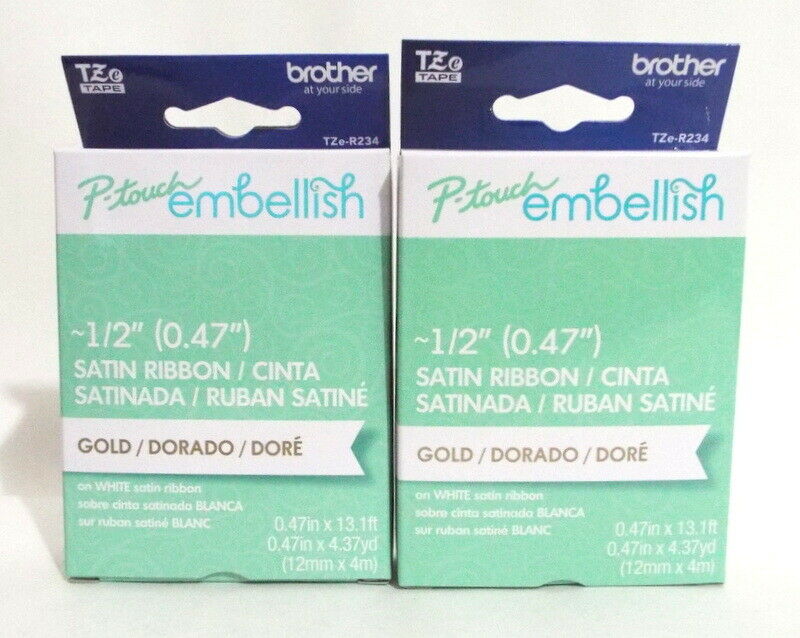 TZe
TAPE
brother
at your side
TZe-R234
P-touch
embellish
~1/2" (0.47")
SATIN RIBBON / CINTA
SATINADA / RUBAN SATINÉ
GOLD / DORADO / DORÉ
on WHITE satin ribbon
sobre cinta satinada BLANCA
sur ruban satiné BLANC
0.47in x 13.1ft
0.47in x 4.37yd
(12mm x 4m)
TZe
TAPE
brother
at your side
TZe-R234
P-touch
embellish
~1/2" (0.47")
SATIN RIBBON / CINTA
SATINADA / RUBAN SATINÉ
GOLD / DORADO / DORÉ
on WHITE satin ribbon
sobre cinta satinada BLANCA
sur ruban satiné BLANC
0.47in x 13.1ft
0.47in x 4.37yd
(12mm x 4m)